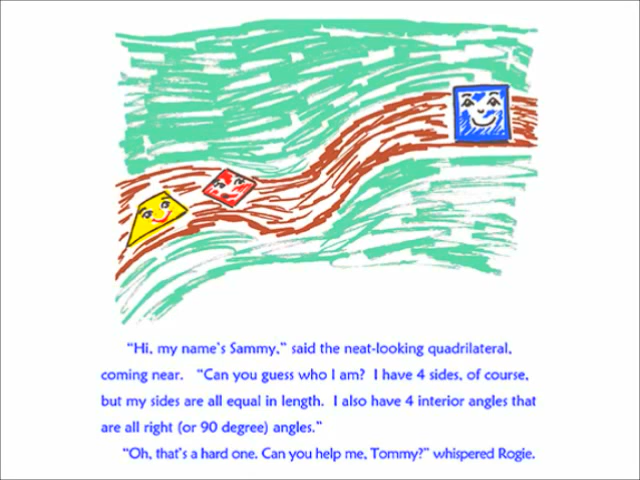 “Hi, my name’s Sammy,” said the neat-looking quadrilateral,
coming near. “Can you guess who I am? I have 4 sides, of course,
but my sides are all equal in length. I also have 4 interior angles that
are all right (or 90 degree) angles.”
“Oh, that’s a hard one. Can you help me, Tommy?” whispered Rogie.